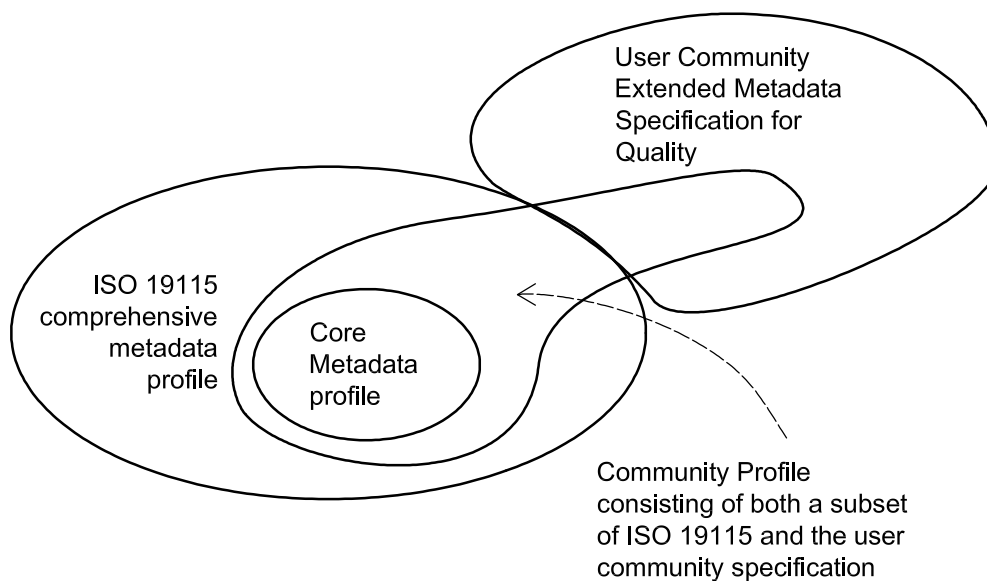 User Community
Extended Metadata
Specification for
Quality
ISO 19115
comprehensive
metadata
profile
Core
Metadata
profile
Community Profile
consisting of both a subset
of ISO 19115 and the user
community specification